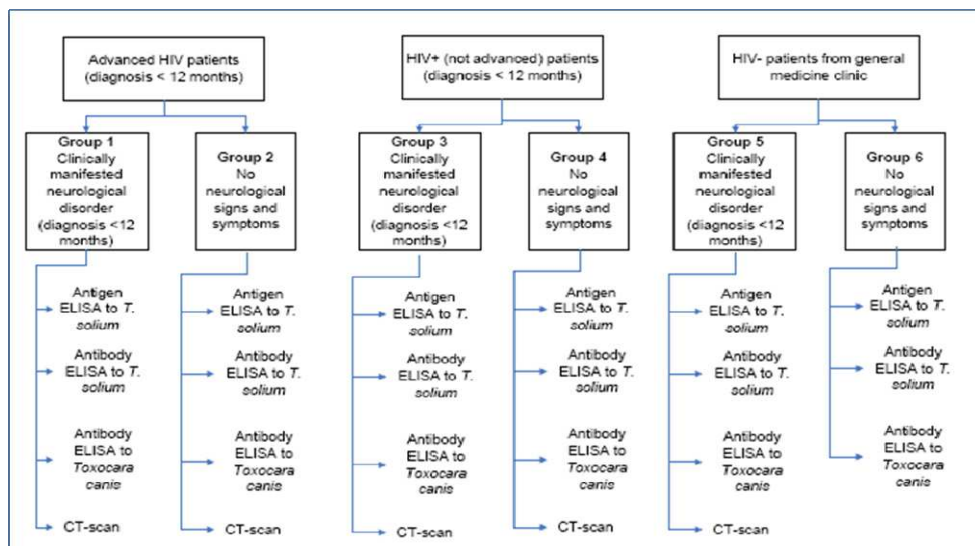 Advanced HIV patients
(diagnosis < 12 months)
HIV+ (not advanced) patients
(diagnosis < 12 months)
HIV- patients from general
medicine clinic
Group 1
Clinically
manifested
neurological
disorder
(diagnosis <12
months)
Group 2
No
neurological
signs and
symptoms
Group 3
Clinically
manifested
neurological
disorder
(diagnosis <12
months)
Group 4
No
neurological
signs and
symptoms
Group 5
Clinically
manifested
neurological
disorder
(diagnosis <12
months)
Group 6
No
neurological
signs and
symptoms
Antigen
ELISA to T.
solium
Antibody
ELISA to T.
solium
Antibody
ELISA to
Toxocara
canis
CT-scan
Antigen
ELISA to T.
solium
Antibody
ELISA to T.
solium
Antibody
ELISA to
Toxocara
canis
CT-scan
Antigen
ELISA to T.
solium
Antibody
ELISA to T.
solium
Antibody
ELISA to
Toxocara
canis
CT-scan
Antigen
ELISA to T.
solium
Antibody
ELISA to T.
solium
Antibody
ELISA to
Toxocara
canis
CT-scan
Antigen
ELISA to T.
solium
Antibody
ELISA to T.
solium
Antibody
ELISA to
Toxocara
canis
CT-scan
Antigen
ELISA to T.
solium
Antibody
ELISA to T.
solium
Antibody
ELISA to
Toxocara
canis